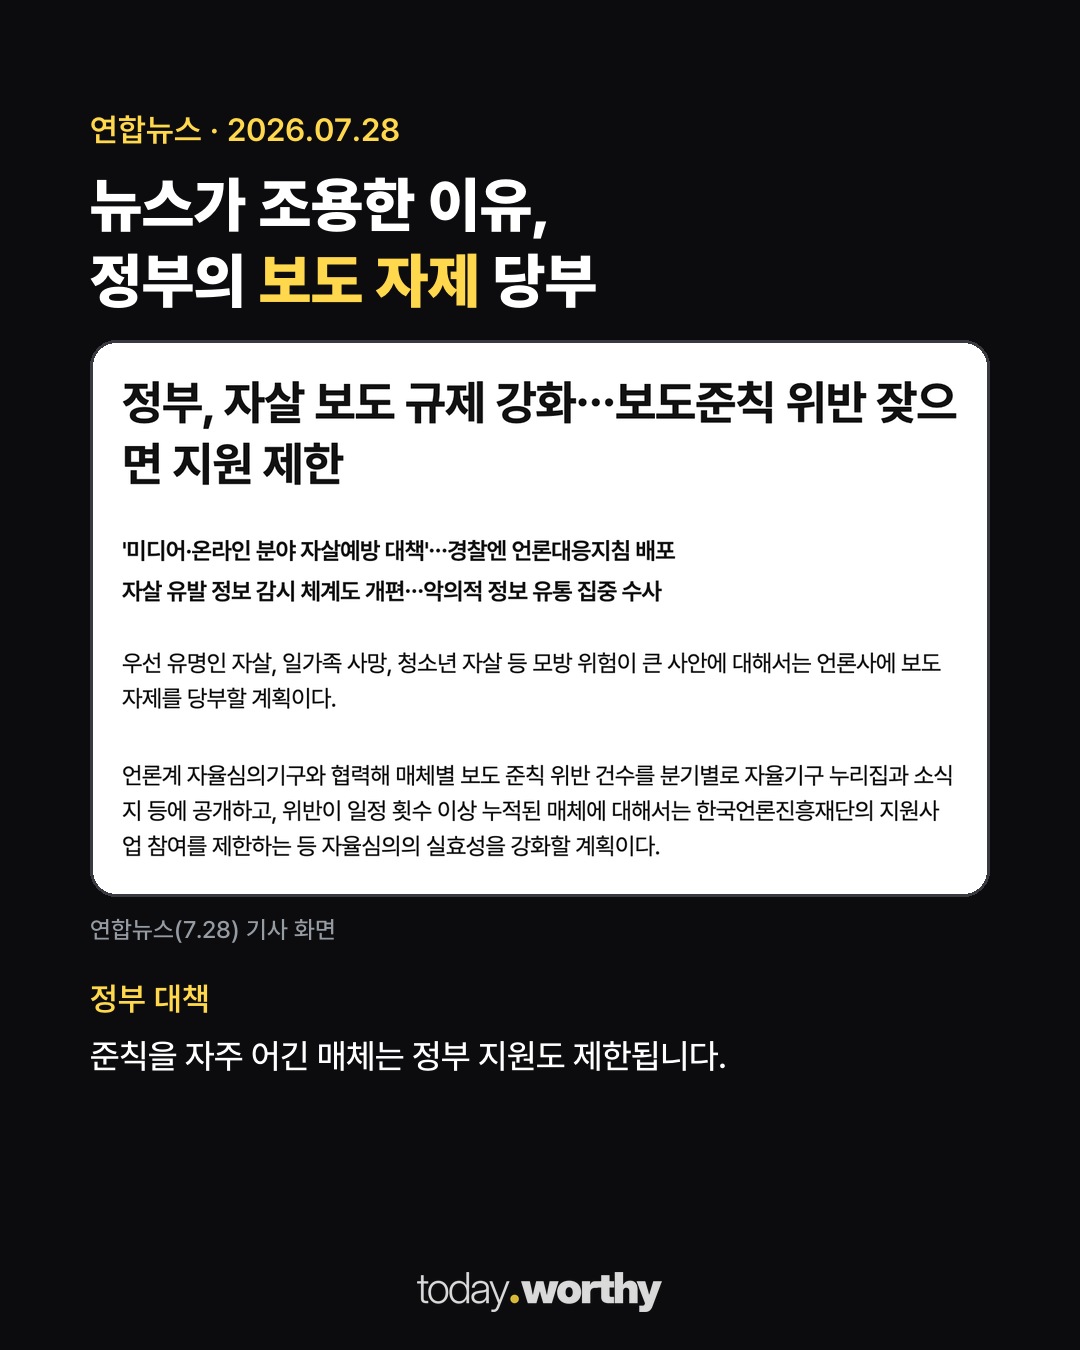 연합뉴스 · 2026.07.28
뉴스가 조용한 이유,
정부의 보도 자제 당부
정부, 자살 보도 규제 강화…보도준칙 위반 잦으
면 지원 제한
'미디어·온라인 분야 자살예방 대책'…경찰엔 언론대응지침 배포
자살 유발 정보 감시 체계도 개편…악의적 정보 유통 집중 수사
우선 유명인 자살, 일가족 사망, 청소년 자살 등 모방 위험이 큰 사안에 대해서는 언론사에 보도
자제를 당부할 계획이다.
언론계 자율심의기구와 협력해 매체별 보도 준칙 위반 건수를 분기별로 자율기구 누리집과 소식
지 등에 공개하고, 위반이 일정 횟수 이상 누적된 매체에 대해서는 한국언론진흥재단의 지원사
업 참여를 제한하는 등 자율심의의 실효성을 강화할 계획이다.
연합뉴스(7.28) 기사 화면
정부 대책
준칙을 자주 어긴 매체는 정부 지원도 제한됩니다.
today.worthy